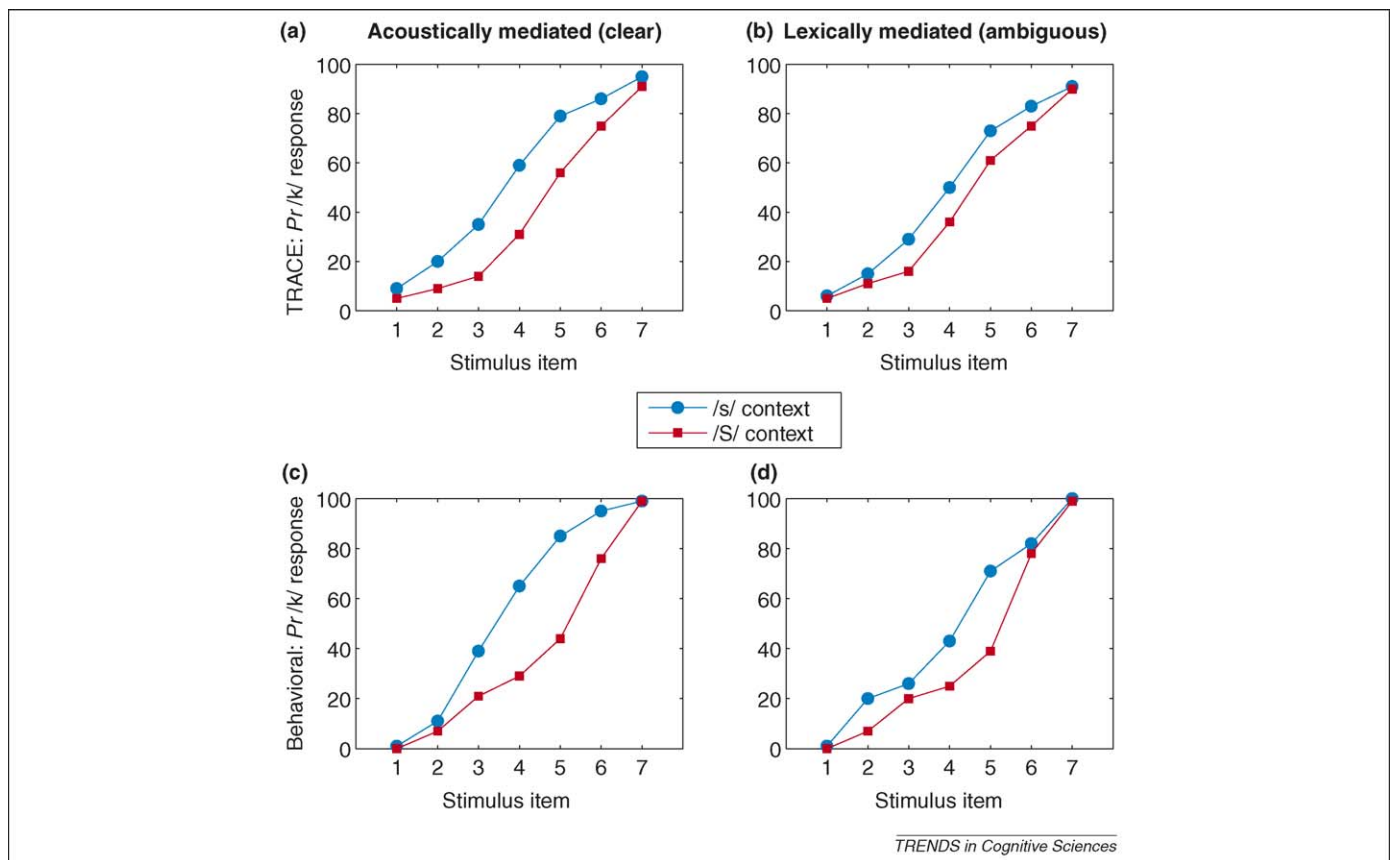 (a) Acoustically mediated (clear)
(b) Lexically mediated (ambiguous)
TRACE: Pr /k/ response
100
80
60
40
20
0
1 2 3 4 5 6 7
Stimulus item
100
80
60
40
20
0
1 2 3 4 5 6 7
Stimulus item
/s/ context
/S/ context
(c)
Behavioral: Pr /k/ response
100
80
60
40
20
0
1 2 3 4 5 6 7
Stimulus item
(d)
100
80
60
40
20
0
1 2 3 4 5 6 7
Stimulus item
TRENDS in Cognitive Sciences